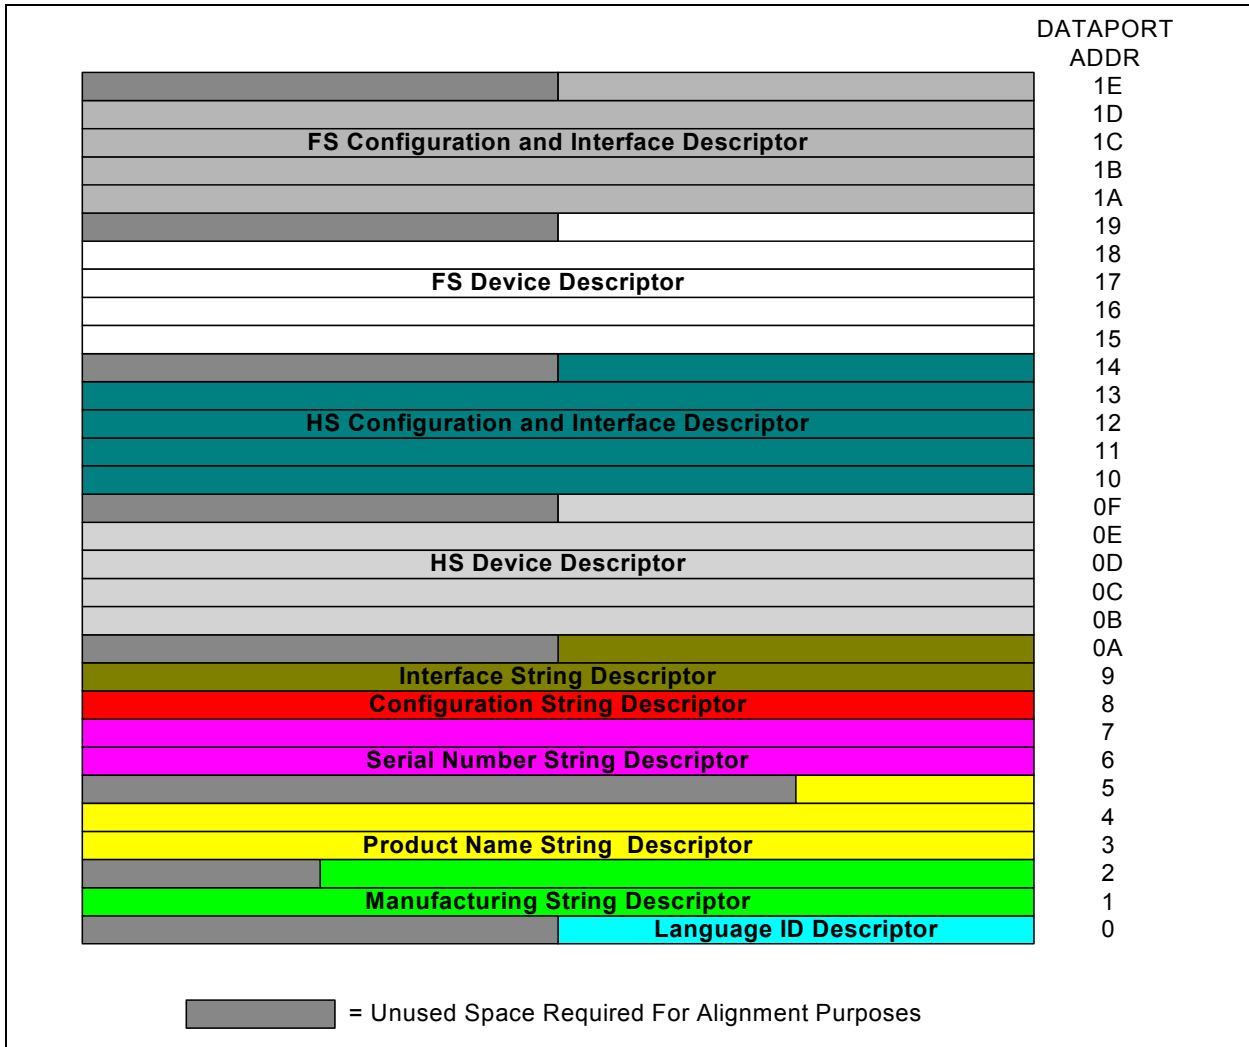 DATAPORT
ADDR
1E
1D
FS Configuration and Interface Descriptor 1C
1B
1A
19
18
FS Device Descriptor 17
16
15
14
13
HS Configuration and Interface Descriptor 12
11
10
0F
0E
HS Device Descriptor 0D
0C
0B
0A
Interface String Descriptor 9
Configuration String Descriptor 8
7
Serial Number String Descriptor 6
5
4
Product Name String  Descriptor 3
2
Manufacturing String Descriptor 1
Language ID Descriptor 0
= Unused Space Required For Alignment Purposes